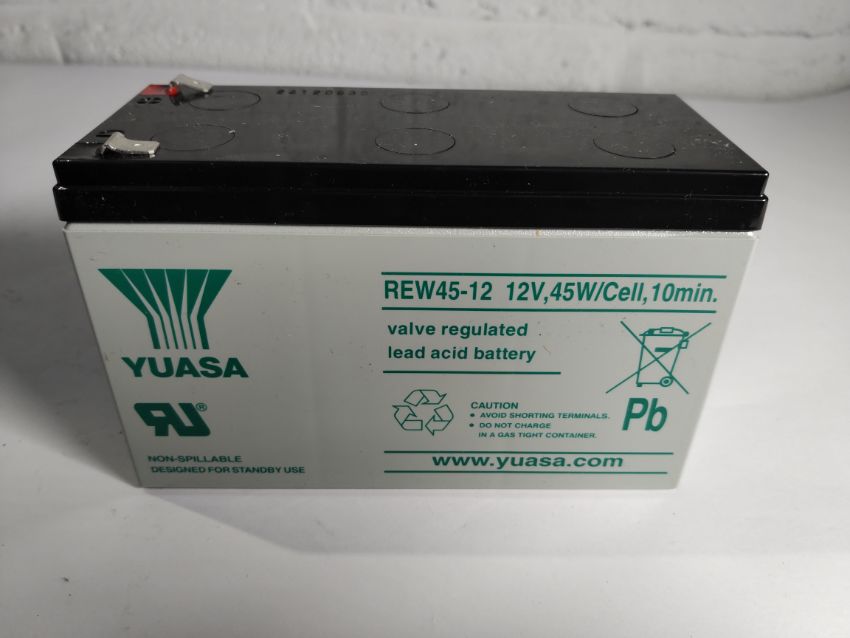 YUASA
REW45-12 12V,45W/Cell,10min.
valve regulated
lead acid battery
CAUTION
• AVOID SHORTING TERMINALS.
• DO NOT CHARGE
IN A GAS TIGHT CONTAINER.
Pb
NON-SPILLABLE
DESIGNED FOR STANDBY USE
www.yuasa.com